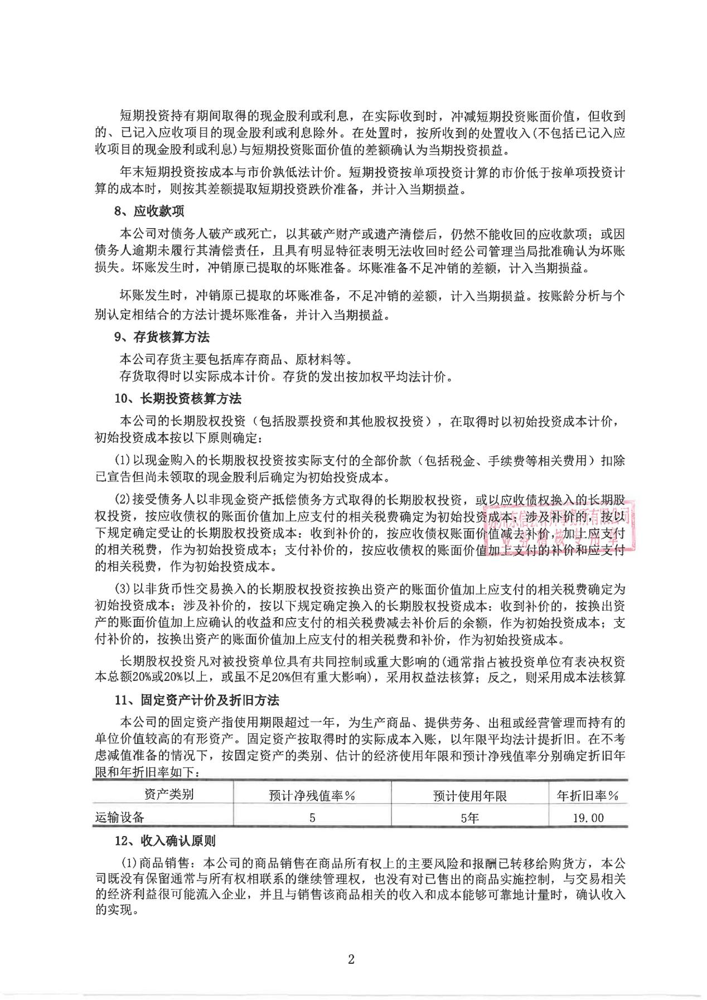 短期投资持有期间取得的现金股利或利息，在实际收到时，冲减短期投资账面价值，但收到
的、已记入应收项目的现金股利或利息除外。在处置时，按所收到的处置收入(不包括已记入应
收项目的现金股利或利息)与短期投资账面价值的差额确认为当期投资损益。
年末短期投资按成本与市价孰低法计价。短期投资按单项投资计算的市价低于按单项投资计
算的成本时，则按其差额提取短期投资跌价准备，并计入当期损益。
8、应收款项
本公司对债务人破产或死亡，以其破产财产或遗产清偿后，仍然不能收回的应收款项；或因
债务人逾期未履行其清偿责任，且具有明显特征表明无法收回时经公司管理当局批准确认为坏账
损失。坏账发生时，冲销原已提取的坏账准备。坏账准备不足冲销的差额，计入当期损益。
坏账发生时，冲销原已提取的坏账准备，不足冲销的差额，计入当期损益。按账龄分析与个
别认定相结合的方法计提坏账准备，并计入当期损益。
9、存货核算方法
本公司存货主要包括库存商品、原材料等。
存货取得时以实际成本计价。存货的发出按加权平均法计价。
10、长期投资核算方法
本公司的长期股权投资（包括股票投资和其他股权投资），在取得时以初始投资成本计价，
初始投资成本按以下原则确定：
(1)以现金购入的长期股权投资按实际支付的全部价款（包括税金、手续费等相关费用）扣除
已宣告但尚未领取的现金股利后确定为初始投资成本。
(2)接受债务人以非现金资产抵偿债务方式取得的长期股权投资，或以应收债权换入的长期股
权投资，按应收债权的账面价值加上应支付的相关税费确定为初始投资成本；涉及补价的，按以
下规定确定受让的长期股权投资成本：收到补价的，按应收债权账面价值减去补价，加上应支付
的相关税费，作为初始投资成本；支付补价的，按应收债权的账面价值加上支付的补价和应支付
的相关税费，作为初始投资成本。
东信会计师事务所有限公司
业务稽核专用章
(3)以非货币性交易换入的长期股权投资按换出资产的账面价值加上应支付的相关税费确定为
初始投资成本；涉及补价的，按以下规定确定换入的长期股权投资成本：收到补价的，按换出资
产的账面价值加上应确认的收益和应支付的相关税费减去补价后的余额，作为初始投资成本；支
付补价的，按换出资产的账面价值加上应支付的相关税费和补价，作为初始投资成本。
长期股权投资凡对被投资单位具有共同控制或重大影响的(通常指占被投资单位有表决权资
本总额20%或20%以上，或虽不足20%但有重大影响)，采用权益法核算；反之，则采用成本法核算
11、固定资产计价及折旧方法
本公司的固定资产指使用期限超过一年，为生产商品、提供劳务、出租或经营管理而持有的
单位价值较高的有形资产。固定资产按取得时的实际成本入账，以年限平均法计提折旧。在不考
虑减值准备的情况下，按固定资产的类别、估计的经济使用年限和预计净残值率分别确定折旧年
限和年折旧率如下：
资产类别 预计净残值率% 预计使用年限 年折旧率%
运输设备 5 5年 19.00
12、收入确认原则
(1)商品销售：本公司的商品销售在商品所有权上的主要风险和报酬已转移给购货方，本公
司既没有保留通常与所有权相联系的继续管理权，也没有对已售出的商品实施控制，与交易相关
的经济利益很可能流入企业，并且与销售该商品相关的收入和成本能够可靠地计量时，确认收入
的实现。
2